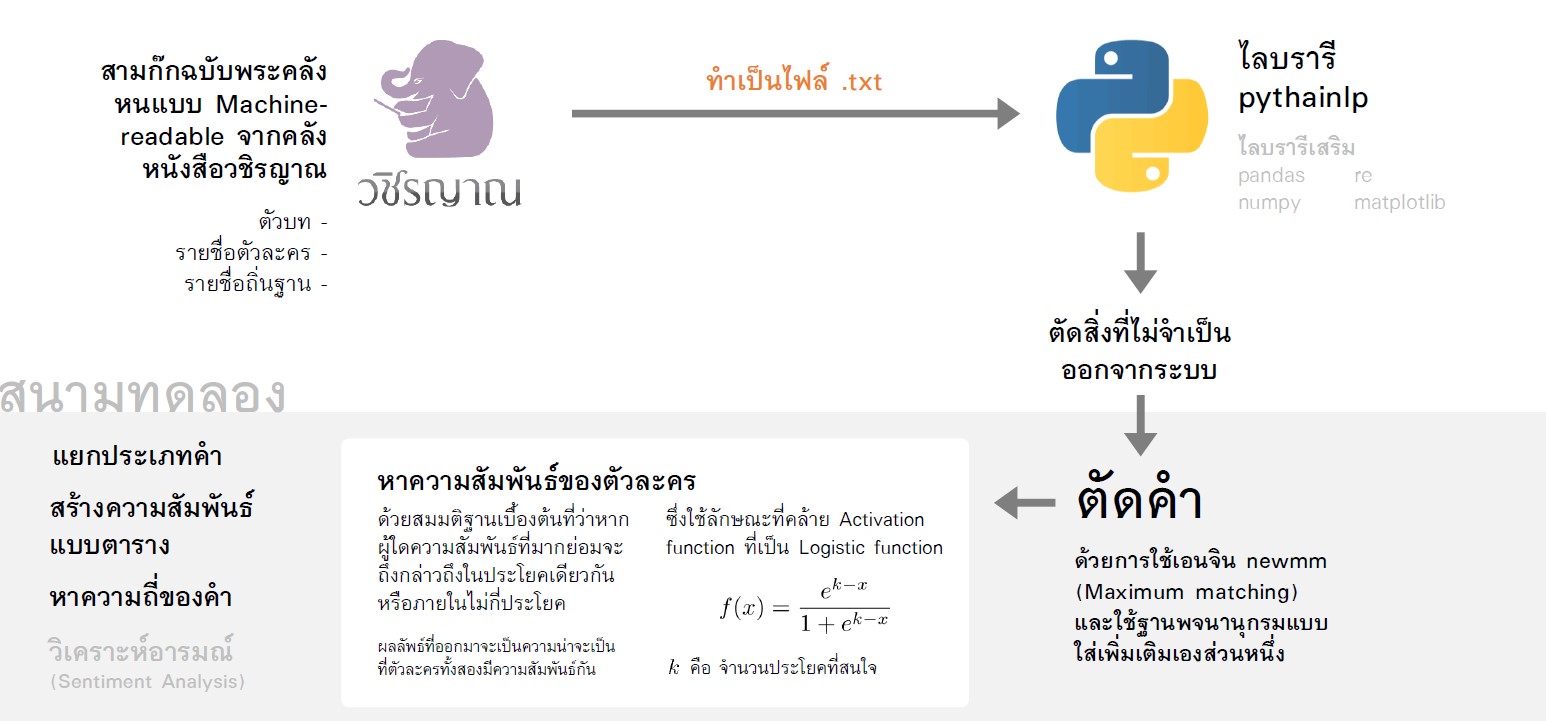 สามก๊กฉบับพระคลัง
หนแบบ Machine-
readable จากคลัง
หนังสือวชิรญาณ
ตัวบท -
รายชื่อตัวละคร -
รายชื่อถิ่นฐาน -
วชิรญาณ
ทำเป็นไฟล์ .txt
ไลบรารี
pythainlp
ไลบรารีเสริม
pandas re
numpy matplotlib
ตัดสิ่งที่ไม่จำเป็น
ออกจากระบบ
ตัดคำ
ด้วยการใช้เอนจิน newmm
(Maximum matching)
และใช้ฐานพจนานุกรมแบบ
ใส่เพิ่มเติมเองส่วนหนึ่ง
สนามทดลอง
แยกประเภทคำ
สร้างความสัมพันธ์
แบบตาราง
หาความถี่ของคำ
วิเคราะห์อารมณ์
(Sentiment Analysis)
หาความสัมพันธ์ของตัวละคร
ด้วยสมมติฐานเบื้องต้นที่ว่าหาก
ผู้ใดความสัมพันธ์ที่มากย่อมจะ
ถึงกล่าวถึงในประโยคเดียวกัน
หรือภายในไม่กี่ประโยค
ผลลัพธ์ที่ออกมาจะเป็นความน่าจะเป็น
ที่ตัวละครทั้งสองมีความสัมพันธ์กัน
ซึ่งใช้ลักษณะที่คล้าย Activation
function ที่เป็น Logistic function
f(x) = e^{k−x} / (1 + e^{k−x})
k คือ จำนวนประโยคที่สนใจ